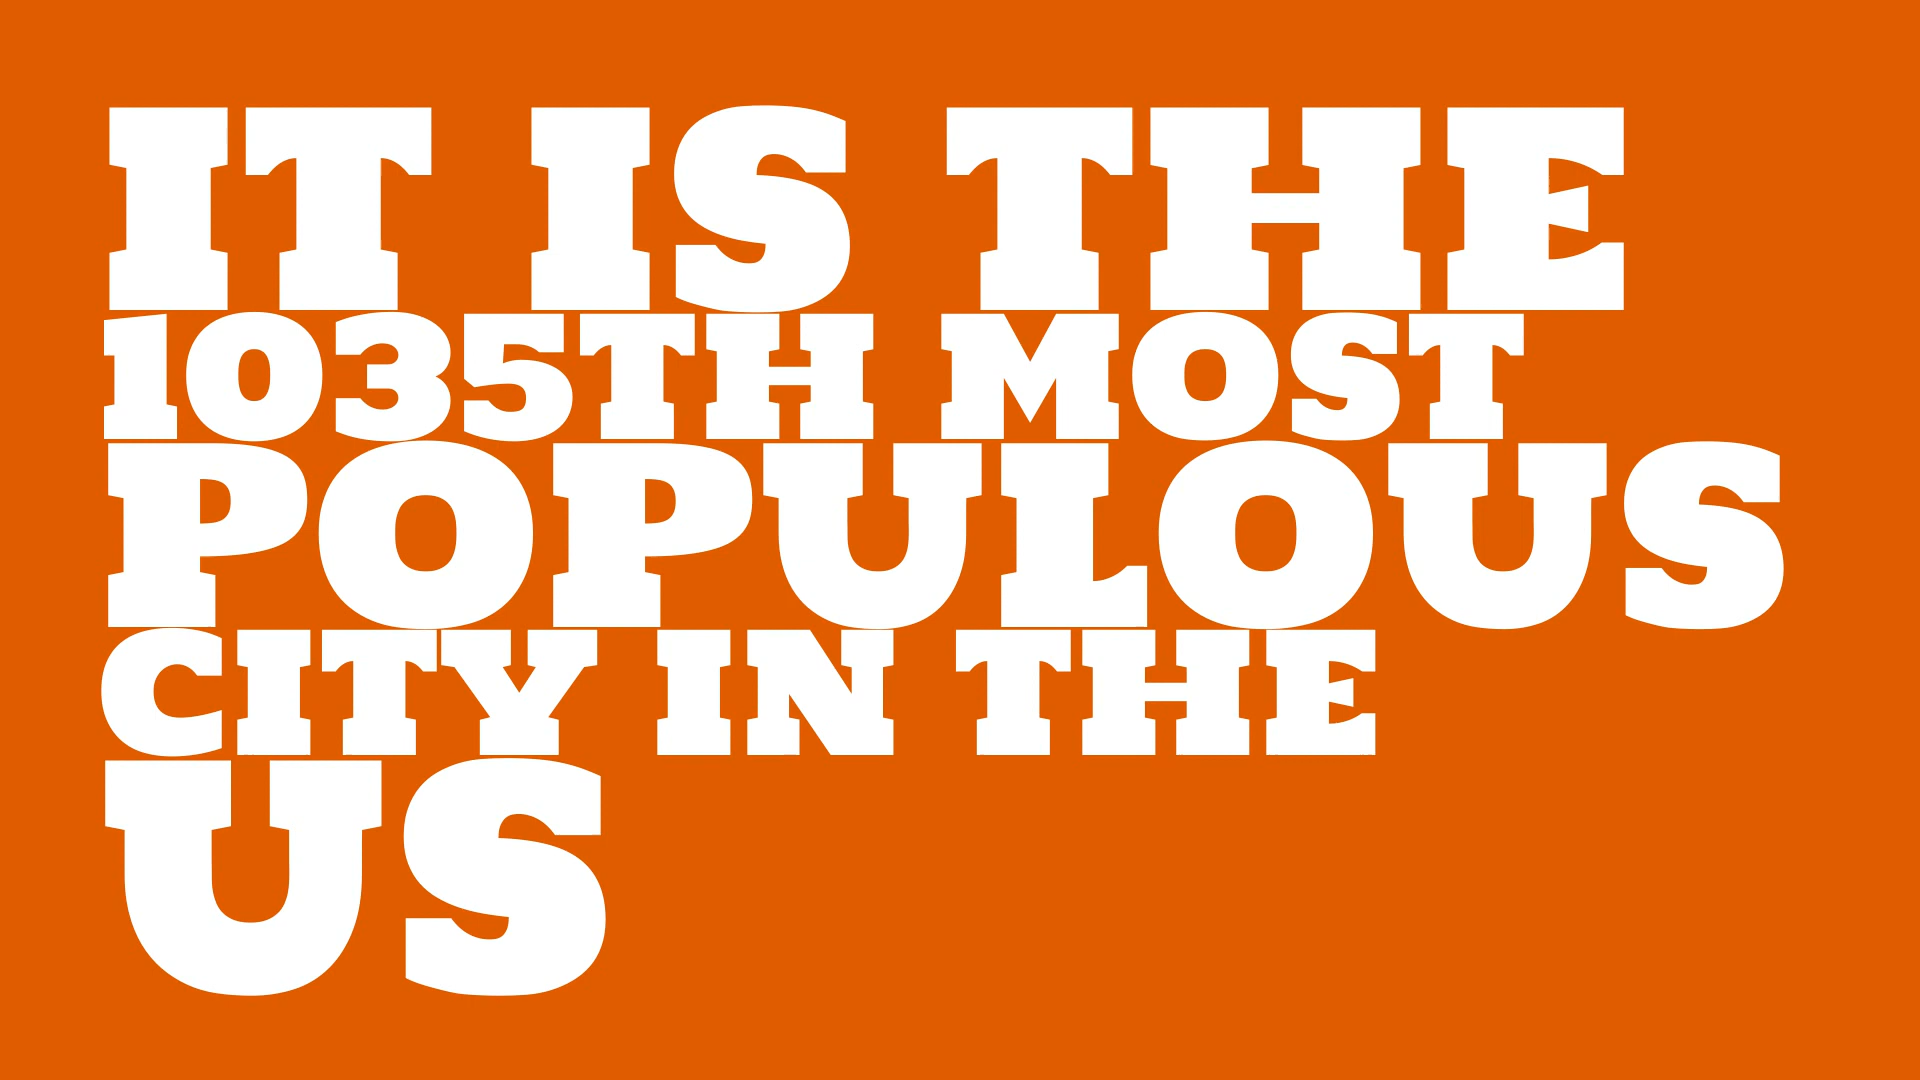 IT IS THE
1035TH MOST
POPULOUS
CITY IN THE
US